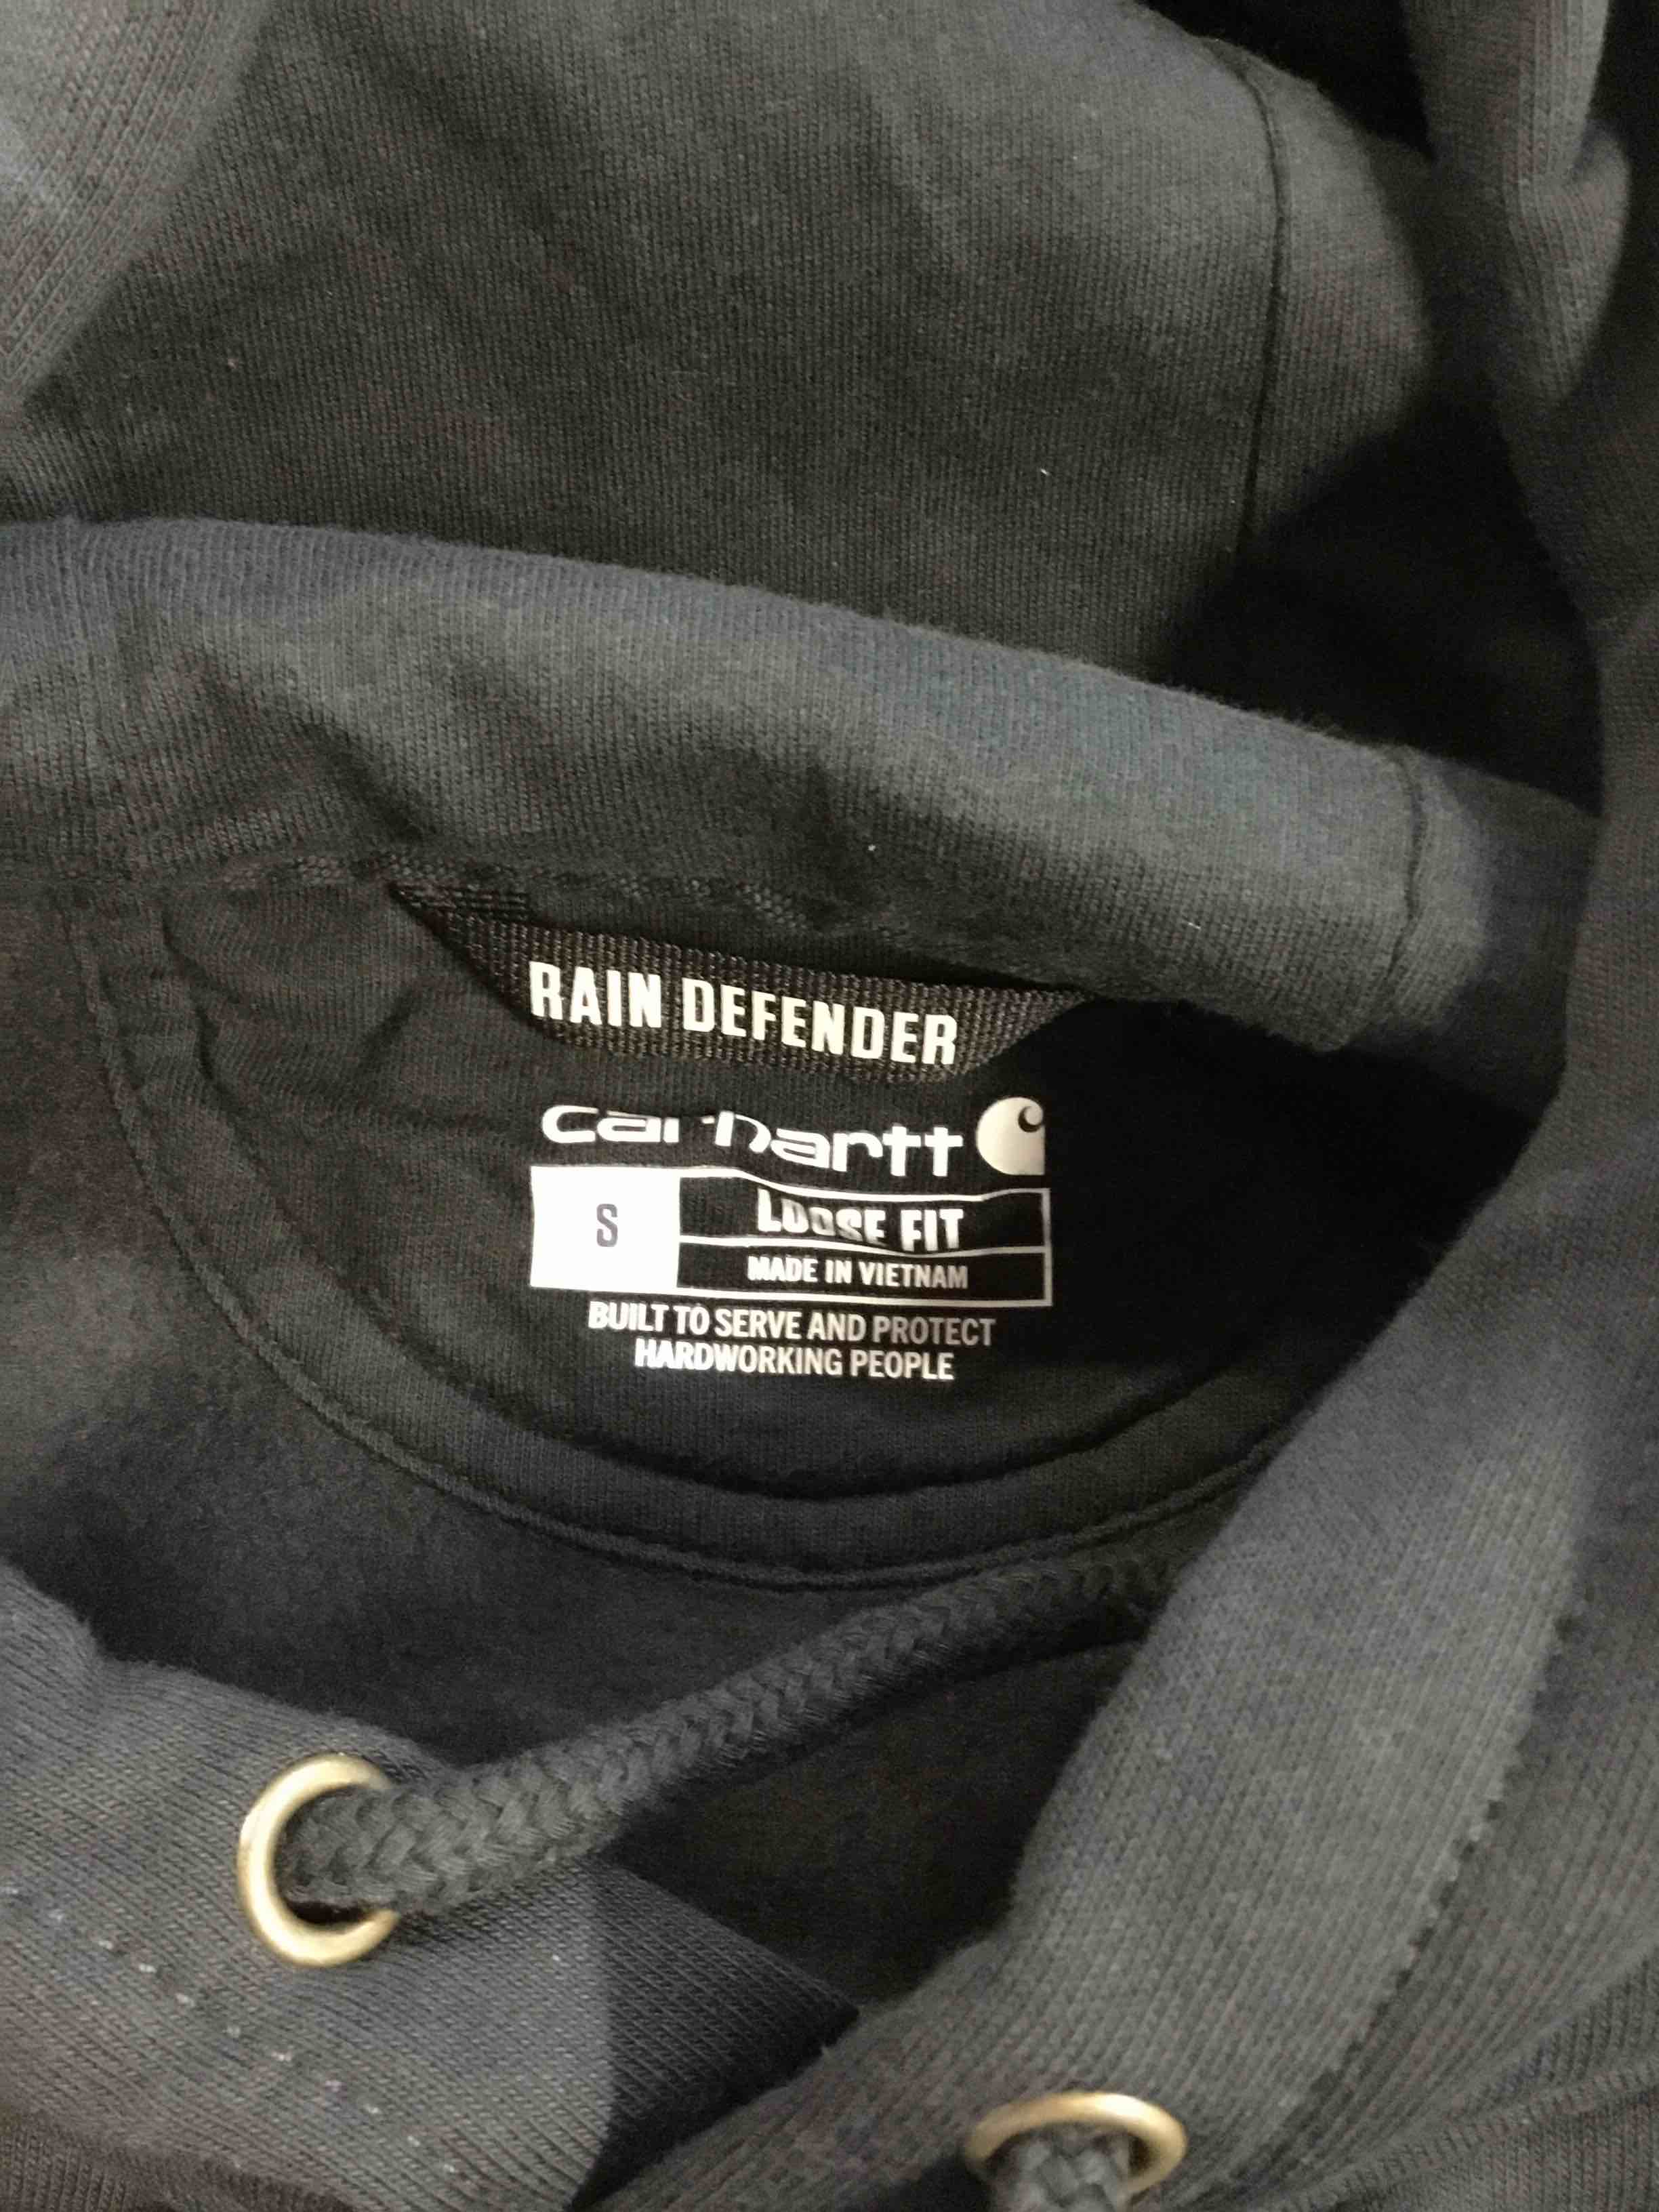 RAIN DEFENDER
carhartt
S
LOOSE FIT
MADE IN VIETNAM
BUILT TO SERVE AND PROTECT
HARDWORKING PEOPLE